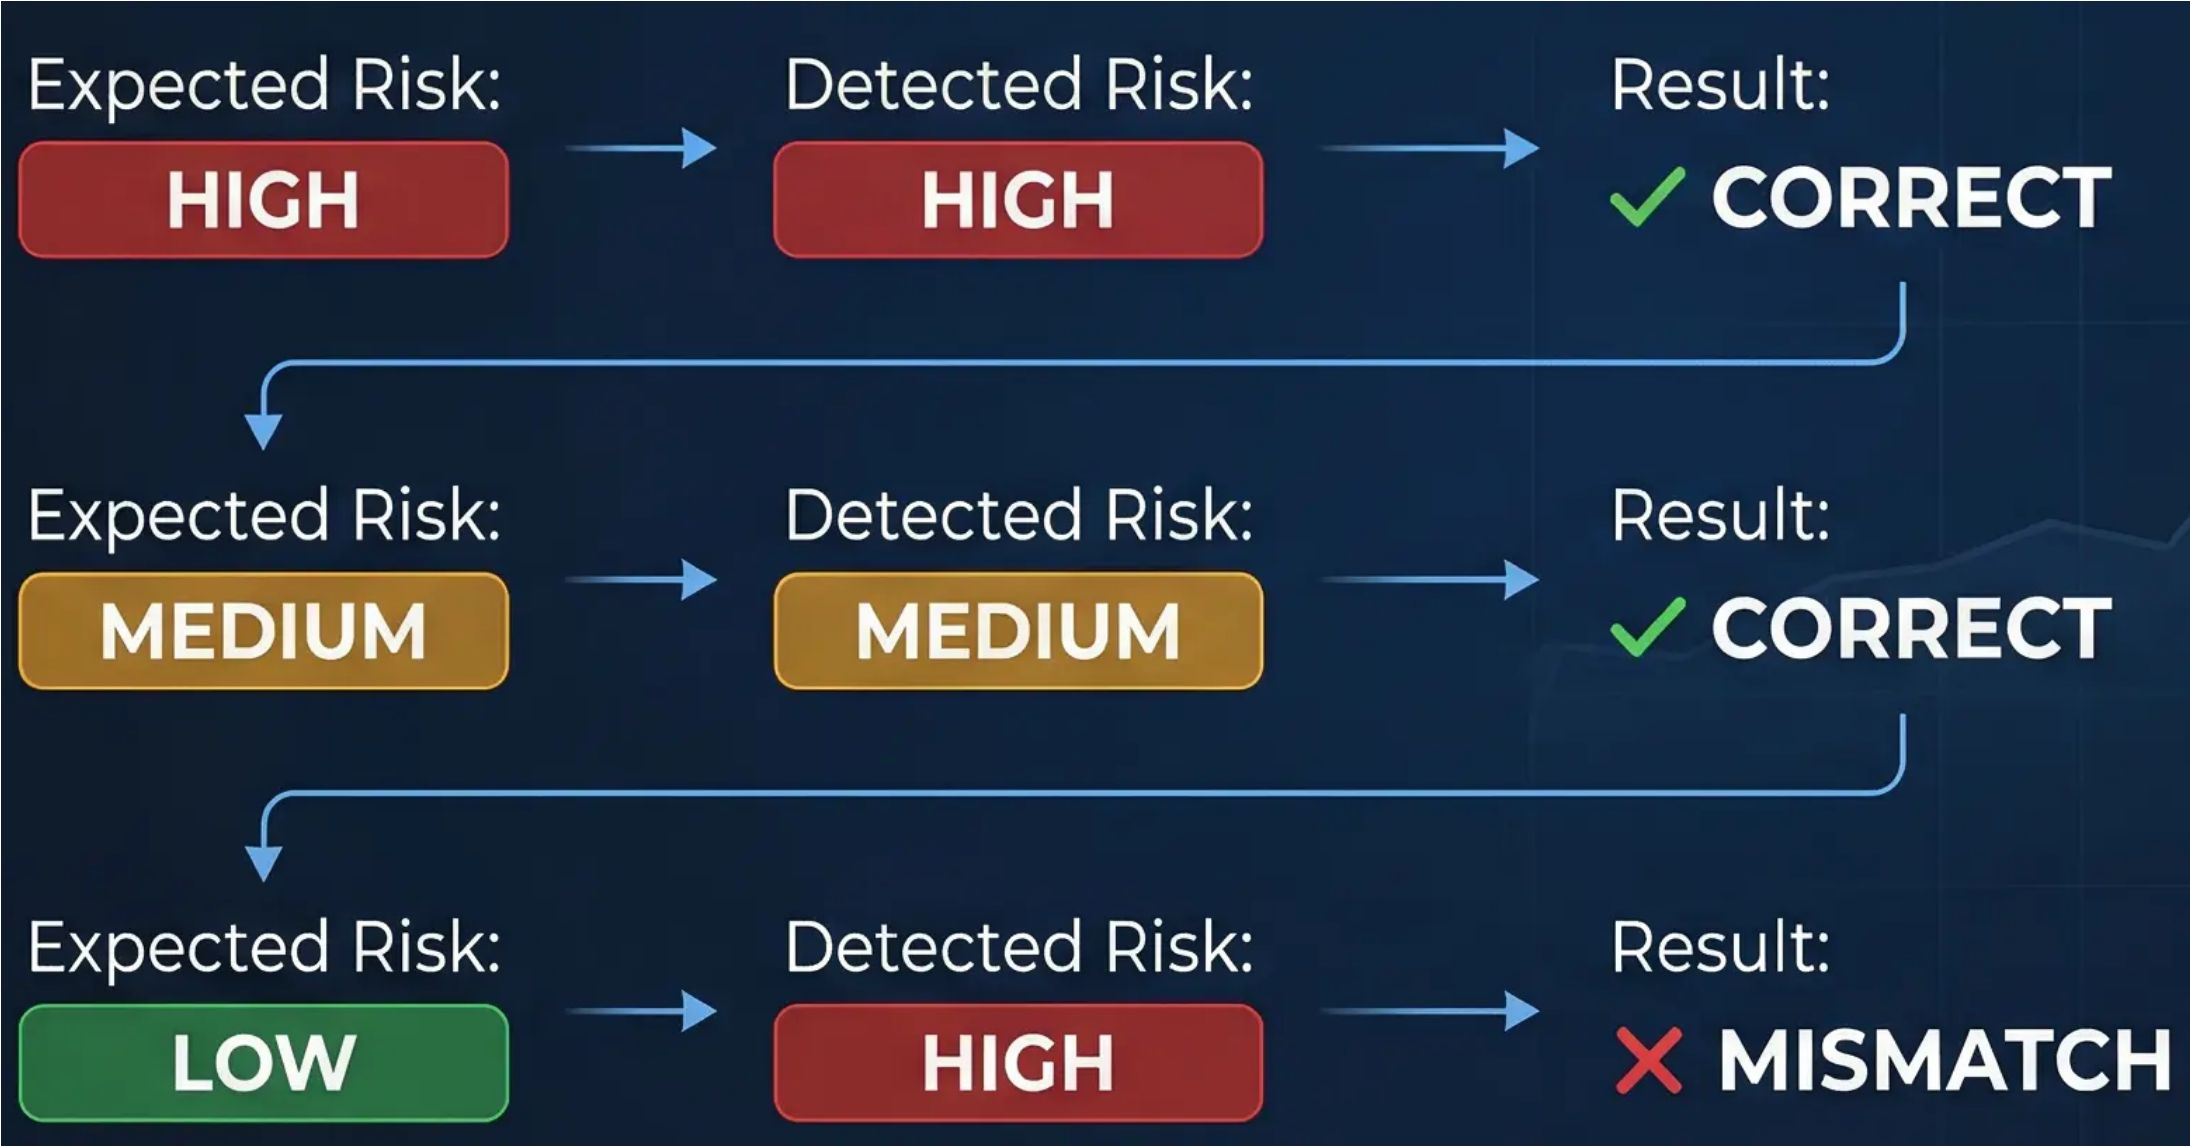 Expected Risk: Detected Risk: Result:
HIGH HIGH CORRECT
Expected Risk: Detected Risk: Result:
MEDIUM MEDIUM CORRECT
Expected Risk: Detected Risk: Result:
LOW HIGH MISMATCH